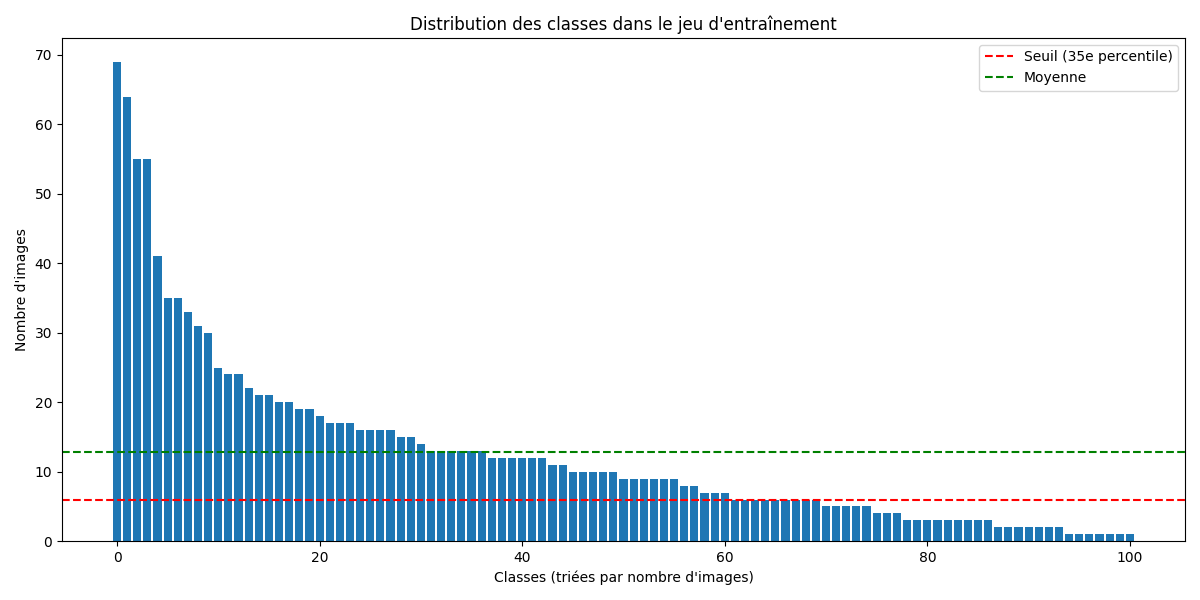 Distribution des classes dans le jeu d'entraînement
Seuil (35e percentile)
Moyenne
Nombre d'images
70
60
50
40
30
20
10
0
0 20 40 60 80 100
Classes (triées par nombre d'images)